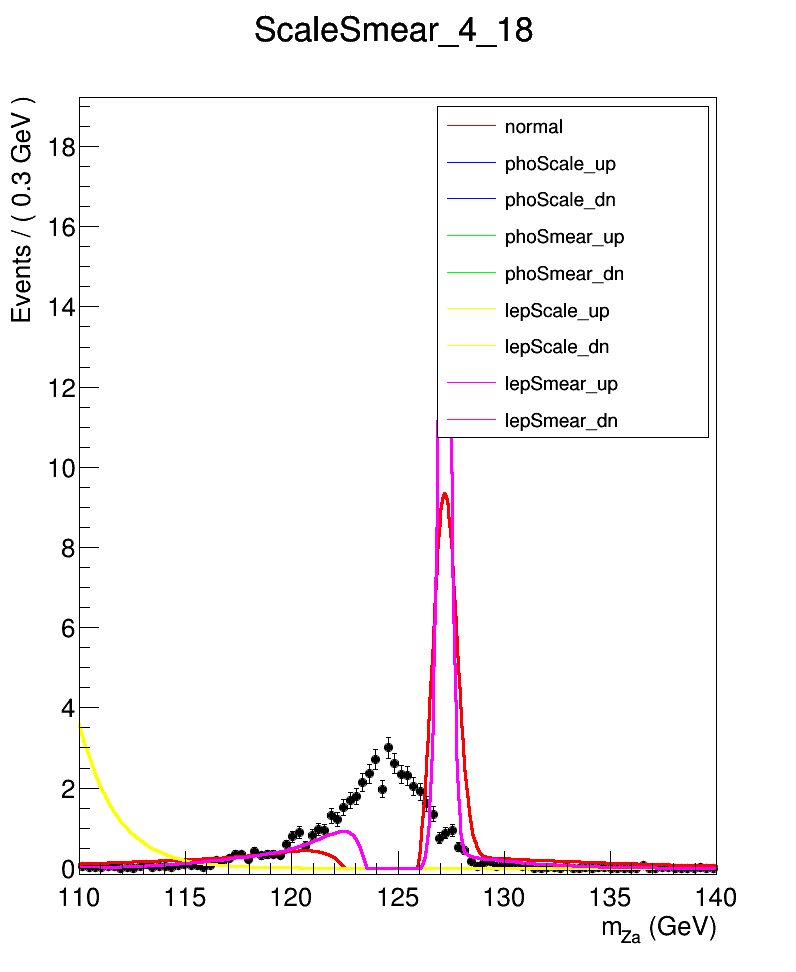 ScaleSmear_4_18
Events / ( 0.3 GeV )
18
16
14
12
10
8
6
4
2
0
normal
phoScale_up
phoScale_dn
phoSmear_up
phoSmear_dn
lepScale_up
lepScale_dn
lepSmear_up
lepSmear_dn
110 115 120 125 130 135 140
m_Za (GeV)